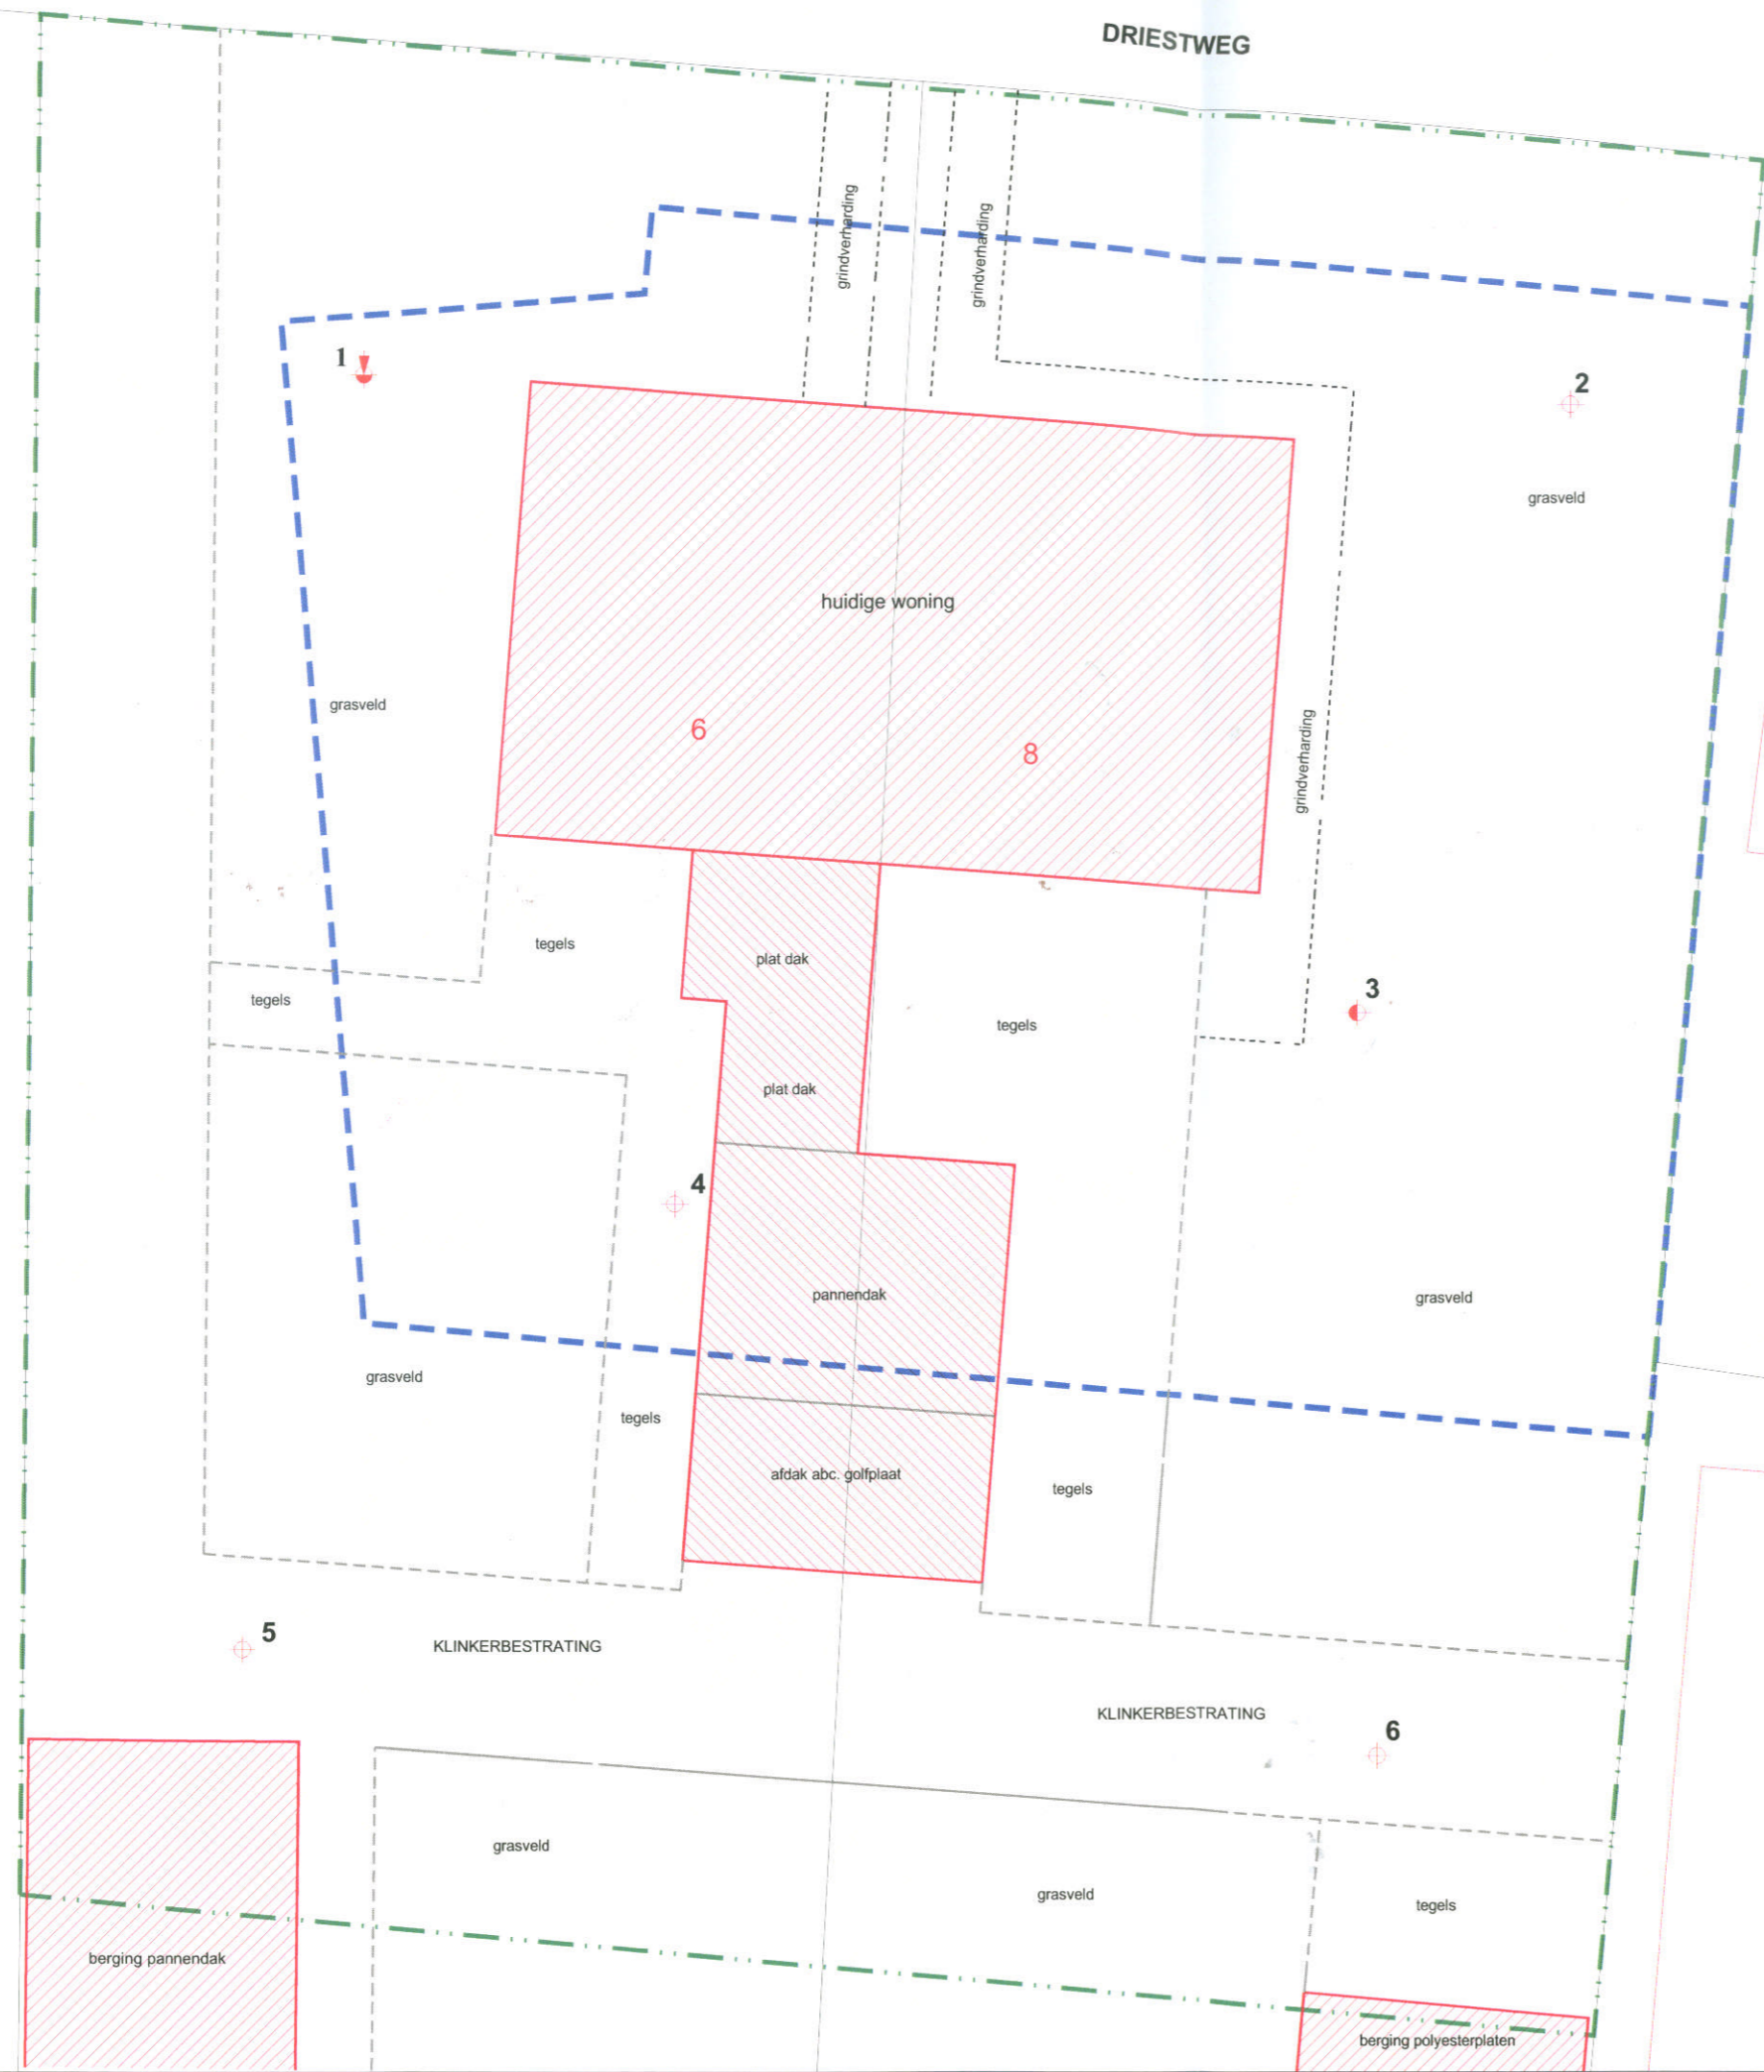 DRIESTWEG
grindverharding
grindverharding
1
2
grasveld
huidige woning
grasveld
6
8
grindverharding
tegels
plat dak
tegels
3
tegels
plat dak
4
pannendak
grasveld
grasveld
tegels
afdak abc. golfplaat
tegels
5
KLINKERBESTRATING
KLINKERBESTRATING
6
grasveld
grasveld
tegels
berging pannendak
berging polyesterplaten